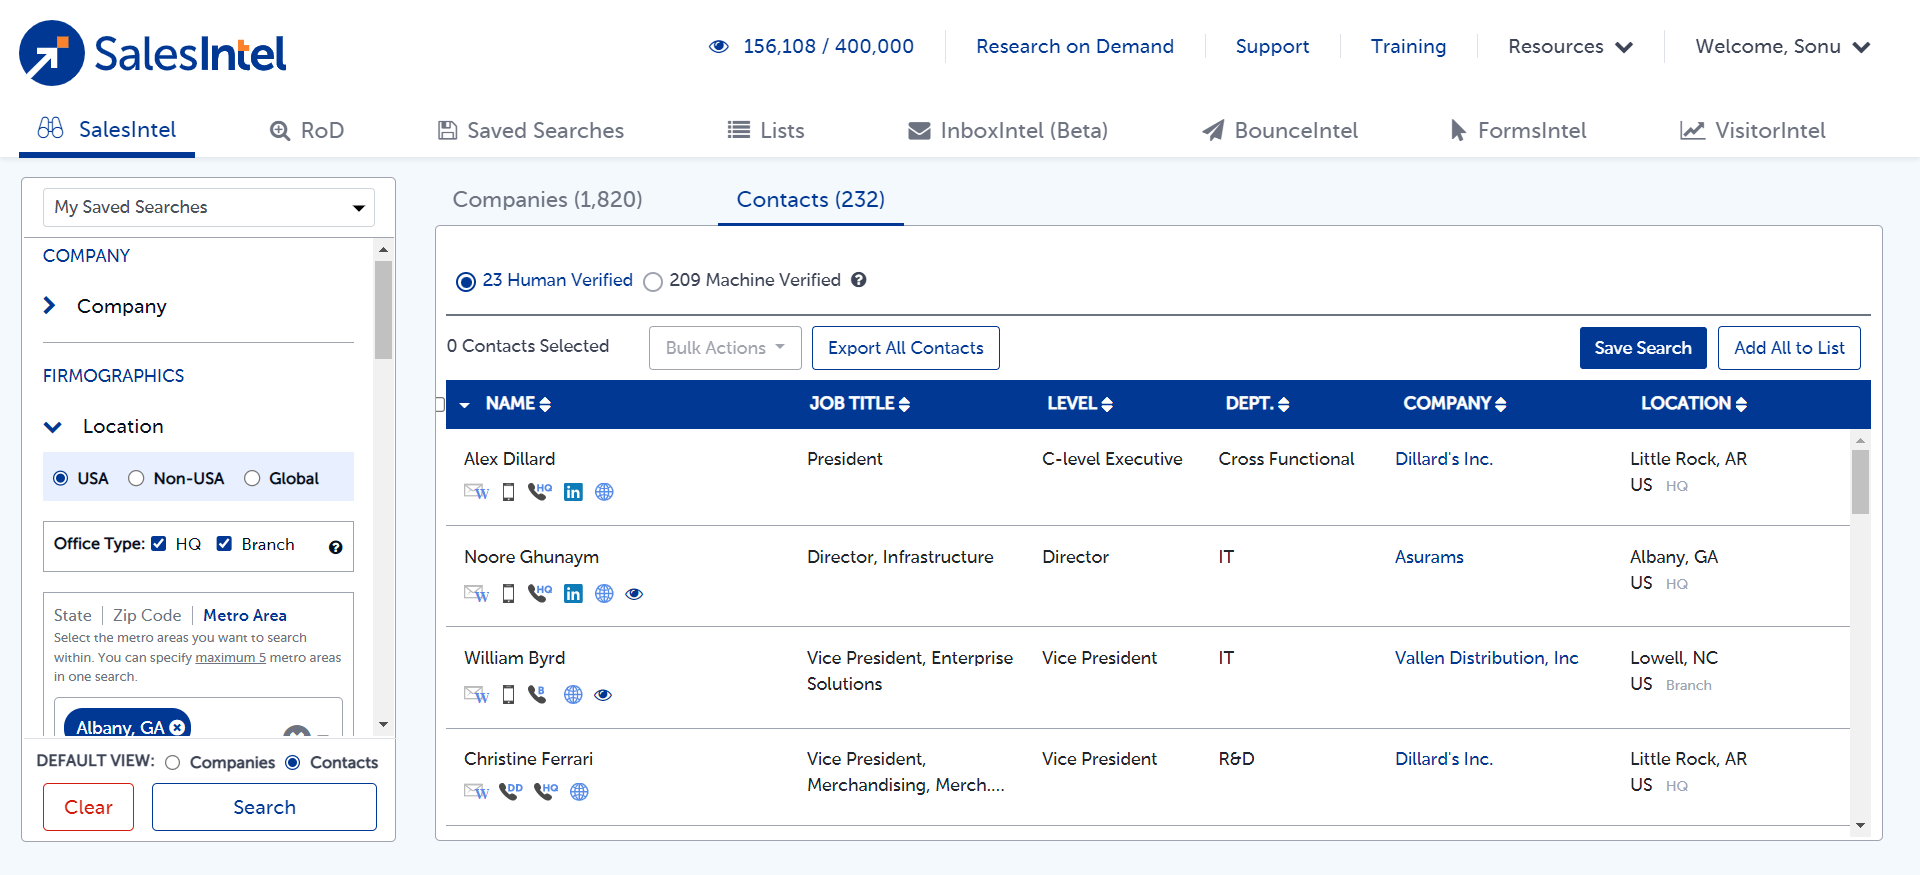 SalesIntel
156,108 / 400,000
Research on Demand
Support
Training
Resources
Welcome, Sonu
SalesIntel
RoD
Saved Searches
Lists
InboxIntel (Beta)
BounceIntel
FormsIntel
VisitorIntel
My Saved Searches
COMPANY
Company
FIRMOGRAPHICS
Location
USA
Non-USA
Global
Office Type:
HQ
Branch
State
Zip Code
Metro Area
Select the metro areas you want to search
within. You can specify maximum 5 metro areas
in one search.
Albany, GA
DEFAULT VIEW:
Companies
Contacts
Clear
Search
Companies (1,820)
Contacts (232)
23 Human Verified
209 Machine Verified
0 Contacts Selected
Bulk Actions
Export All Contacts
Save Search
Add All to List
NAME
JOB TITLE
LEVEL
DEPT.
COMPANY
LOCATION
Alex Dillard
W
HQ
in
President
C-level Executive
Cross Functional
Dillard's Inc.
Little Rock, AR
US HQ
Noore Ghunaym
W
HQ
in
Director, Infrastructure
Director
IT
Asurams
Albany, GA
US HQ
William Byrd
W
B
Vice President, Enterprise
Solutions
Vice President
IT
Vallen Distribution, Inc
Lowell, NC
US Branch
Christine Ferrari
W
DD
HQ
Vice President,
Merchandising, Merch....
Vice President
R&D
Dillard's Inc.
Little Rock, AR
US HQ